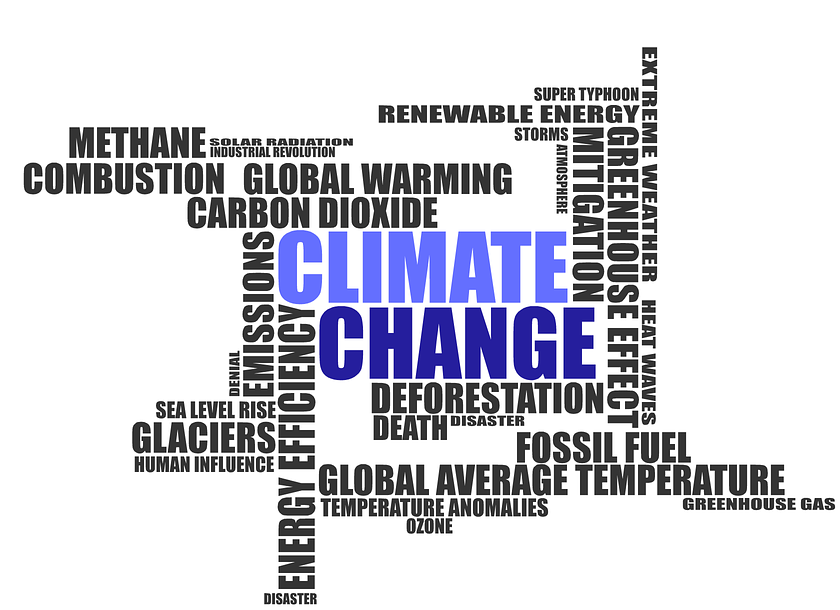 EXTREME WEATHER
SUPER TYPHOON
RENEWABLE ENERGY
STORMS
METHANE
SOLAR RADIATION
INDUSTRIAL REVOLUTION
ATMOSPHERE
MITIGATION
GREENHOUSE EFFECT
COMBUSTION
GLOBAL WARMING
CARBON DIOXIDE
EMISSIONS
CLIMATE
CHANGE
HEAT WAVES
ENERGY EFFICIENCY
DENIAL
DEFORESTATION
SEA LEVEL RISE
DEATH
DISASTER
GLACIERS
FOSSIL FUEL
HUMAN INFLUENCE
GLOBAL AVERAGE TEMPERATURE
TEMPERATURE ANOMALIES
GREENHOUSE GAS
OZONE
DISASTER